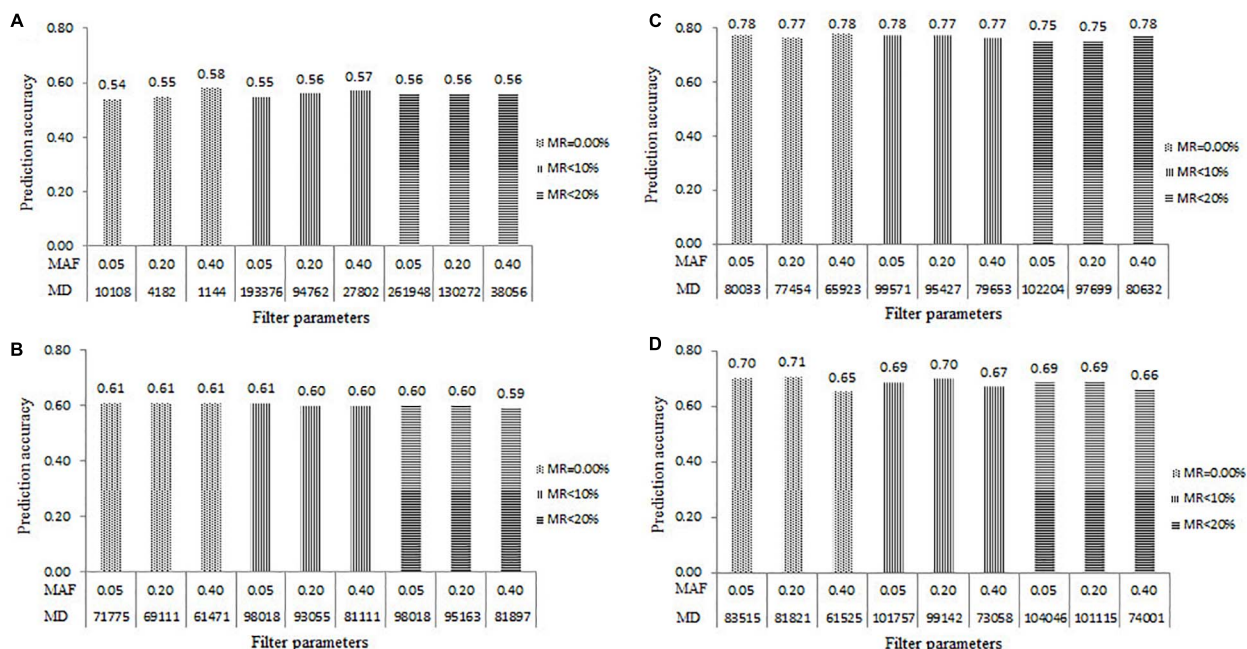 A
0.80
0.60
0.40
0.20
0.00
Prediction accuracy
0.54 0.55 0.58 0.55 0.56 0.57 0.56 0.56 0.56
MR=0.00%
MR<10%
MR<20%
MAF 0.05 0.20 0.40 0.05 0.20 0.40 0.05 0.20 0.40
MD 10108 4182 1144 193376 94762 27802 261948 130272 38056
Filter parameters
B
0.80
0.60
0.40
0.20
0.00
Prediction accuracy
0.61 0.61 0.61 0.61 0.60 0.60 0.60 0.60 0.59
MR=0.00%
MR<10%
MR<20%
MAF 0.05 0.20 0.40 0.05 0.20 0.40 0.05 0.20 0.40
MD 71775 69111 61471 98018 93055 81111 98018 95163 81897
Filter parameters
C
0.80
0.60
0.40
0.20
0.00
Prediction accuracy
0.78 0.77 0.78 0.78 0.77 0.77 0.75 0.75 0.78
MR=0.00%
MR<10%
MR<20%
MAF 0.05 0.20 0.40 0.05 0.20 0.40 0.05 0.20 0.40
MD 80033 77454 65923 99571 95427 79653 102204 97699 80632
Filter parameters
D
0.80
0.60
0.40
0.20
0.00
Prediction accuracy
0.70 0.71 0.65 0.69 0.70 0.67 0.69 0.69 0.66
MR=0.00%
MR<10%
MR<20%
MAF 0.05 0.20 0.40 0.05 0.20 0.40 0.05 0.20 0.40
MD 83515 81821 61525 101757 99142 73058 104046 101115 74001
Filter parameters